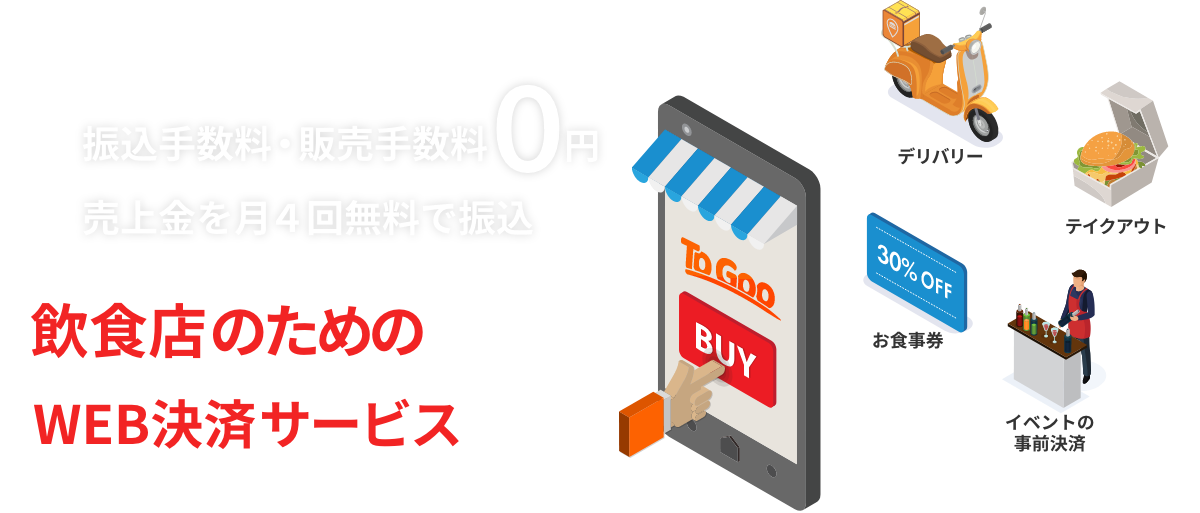 振込手数料・販売手数料0円
売上金を月４回無料で振込
飲食店のための
WEB決済サービス
ToGoo
BUY
デリバリー
テイクアウト
30% OFF
お食事券
イベントの
事前決済